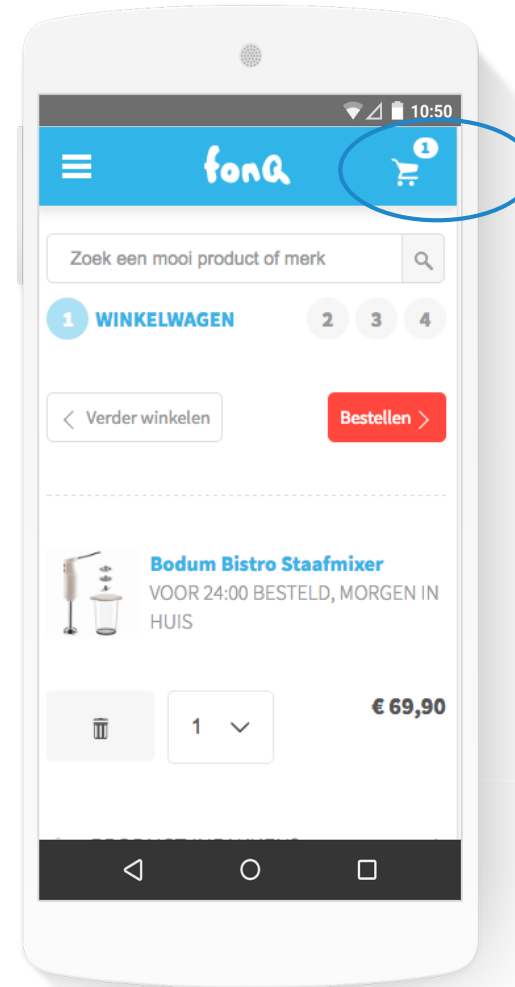 10:50
fonQ
1
Zoek een mooi product of merk
1 WINKELWAGEN 2 3 4
Verder winkelen
Bestellen
Bodum Bistro Staafmixer
VOOR 24:00 BESTELD, MORGEN IN
HUIS
1
€ 69,90